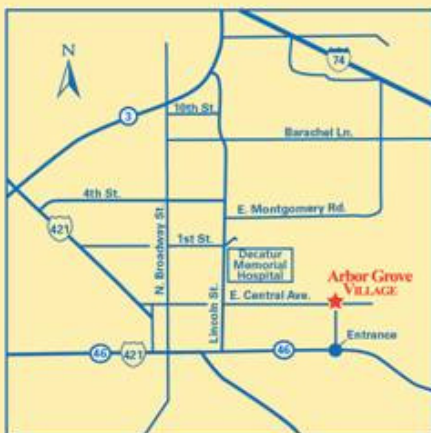 N
74
10th St.
3
Barachel Ln.
4th St.
E. Montgomery Rd.
421
N. Broadway St.
1st St.
Decatur
Memorial
Hospital
Arbor Grove
VILLAGE
Lincoln St.
E. Central Ave.
Entrance
46
421
46